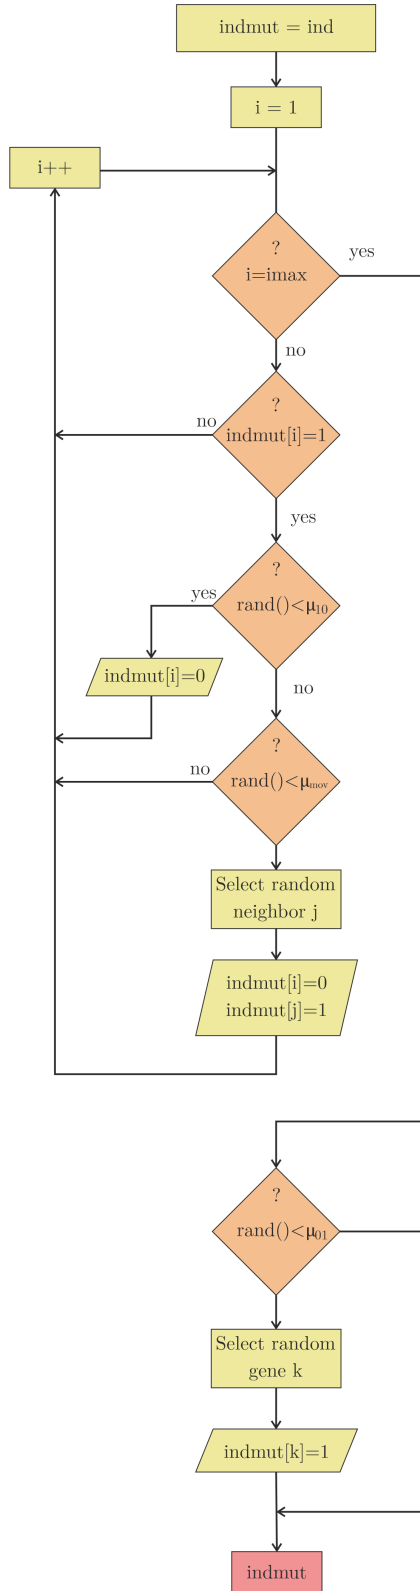 indmut = ind
i = 1
i++
?
i=imax
yes
no
?
indmut[i]=1
no
yes
?
rand()<μ₁₀
yes
indmut[i]=0
no
?
rand()<μmov
no
Select random
neighbor j
indmut[i]=0
indmut[j]=1
?
rand()<μ₀₁
Select random
gene k
indmut[k]=1
indmut